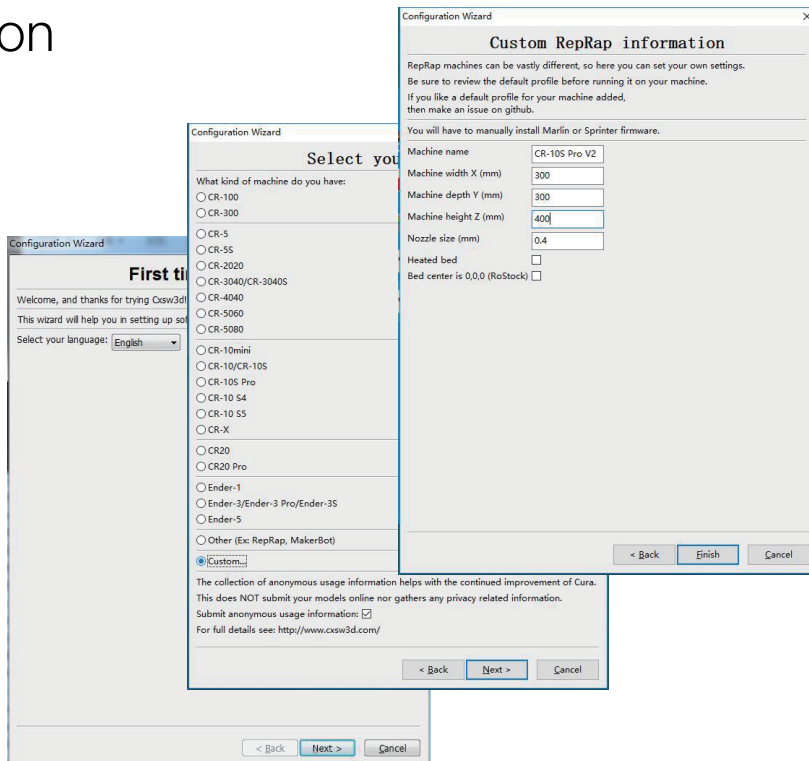 on
Configuration Wizard
First ti
Welcome, and thanks for trying Cxsw3d!
This wizard will help you in setting up sof
Select your language:
English
< Back
Next >
Cancel
Configuration Wizard
Select you
What kind of machine do you have:
CR-100
CR-300
CR-5
CR-5S
CR-2020
CR-3040/CR-3040S
CR-4040
CR-5060
CR-5080
CR-10mini
CR-10/CR-10S
CR-10S Pro
CR-10 S4
CR-10 S5
CR-X
CR20
CR20 Pro
Ender-1
Ender-3/Ender-3 Pro/Ender-3S
Ender-5
Other (Ex: RepRap, MakerBot)
Custom...
The collection of anonymous usage information helps with the continued improvement of Cura.
This does NOT submit your models online nor gathers any privacy related information.
Submit anonymous usage information:
For full details see: http://www.cxsw3d.com/
< Back
Next >
Cancel
Configuration Wizard
Custom RepRap information
RepRap machines can be vastly different, so here you can set your own settings.
Be sure to review the default profile before running it on your machine.
If you like a default profile for your machine added,
then make an issue on github.
You will have to manually install Marlin or Sprinter firmware.
Machine name CR-10S Pro V2
Machine width X (mm) 300
Machine depth Y (mm) 300
Machine height Z (mm) 400
Nozzle size (mm) 0.4
Heated bed
Bed center is 0,0,0 (RoStock)
< Back
Finish
Cancel